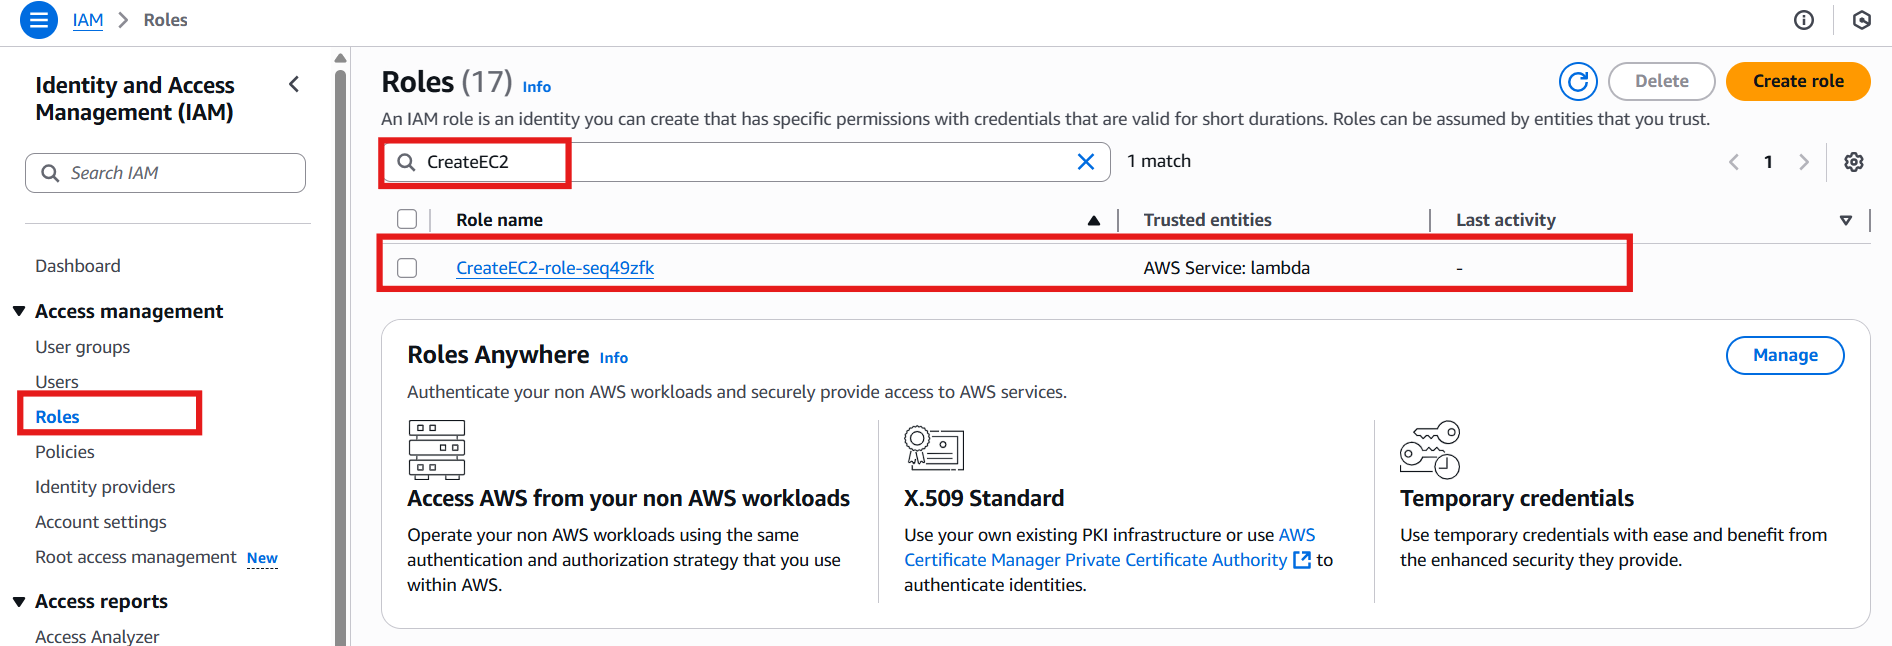 IAM > Roles
Identity and Access
Management (IAM)
Search IAM
Dashboard
Access management
User groups
Users
Roles
Policies
Identity providers
Account settings
Root access management New
Access reports
Access Analyzer
Roles (17) Info
Delete
Create role
An IAM role is an identity you can create that has specific permissions with credentials that are valid for short durations. Roles can be assumed by entities that you trust.
CreateEC2
1 match
1
Role name
Trusted entities
Last activity
CreateEC2-role-seq49zfk
AWS Service: lambda
-
Roles Anywhere Info
Manage
Authenticate your non AWS workloads and securely provide access to AWS services.
Access AWS from your non AWS workloads
Operate your non AWS workloads using the same
authentication and authorization strategy that you use
within AWS.
X.509 Standard
Use your own existing PKI infrastructure or use AWS
Certificate Manager Private Certificate Authority to
authenticate identities.
Temporary credentials
Use temporary credentials with ease and benefit from
the enhanced security they provide.